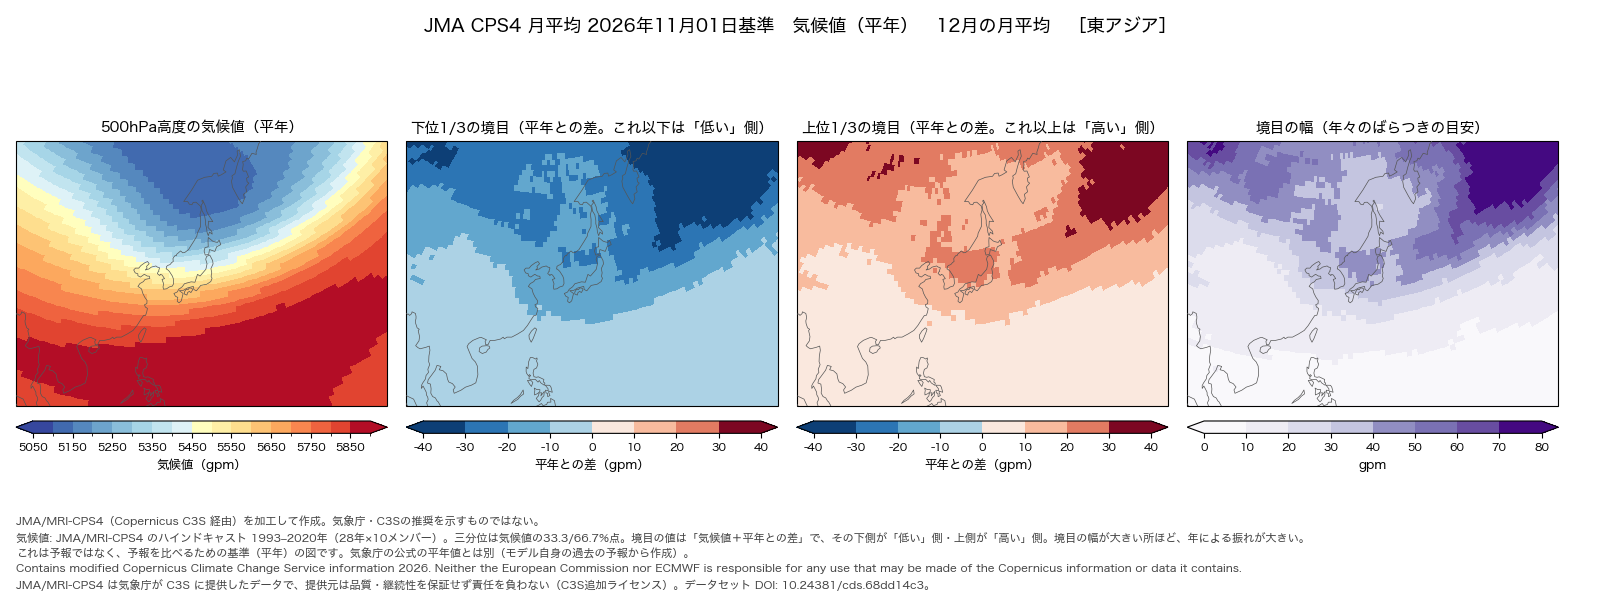 JMA CPS4 月平均 2026年11月01日基準　気候値（平年）　12月の月平均　［東アジア］
500hPa高度の気候値（平年）
下位1/3の境目（平年との差。これ以下は「低い」側）
上位1/3の境目（平年との差。これ以上は「高い」側）
境目の幅（年々のばらつきの目安）
5050 5150 5250 5350 5450 5550 5650 5750 5850
気候値（gpm）
-40 -30 -20 -10 0 10 20 30 40
平年との差（gpm）
-40 -30 -20 -10 0 10 20 30 40
平年との差（gpm）
0 10 20 30 40 50 60 70 80
gpm
JMA/MRI-CPS4（Copernicus C3S 経由）を加工して作成。気象庁・C3Sの推奨を示すものではない。
気候値: JMA/MRI-CPS4 のハインドキャスト 1993–2020年（28年×10メンバー）。三分位は気候値の33.3/66.7%点。境目の値は「気候値＋平年との差」で、その下側が「低い」側・上側が「高い」側。境目の幅が大きい所ほど、年による振れが大きい。
これは予報ではなく、予報を比べるための基準（平年）の図です。気象庁の公式の平年値とは別（モデル自身の過去の予報から作成）。
Contains modified Copernicus Climate Change Service information 2026. Neither the European Commission nor ECMWF is responsible for any use that may be made of the Copernicus information or data it contains.
JMA/MRI-CPS4 は気象庁が C3S に提供したデータで、提供元は品質・継続性を保証せず責任を負わない（C3S追加ライセンス）。データセット DOI: 10.24381/cds.68dd14c3。